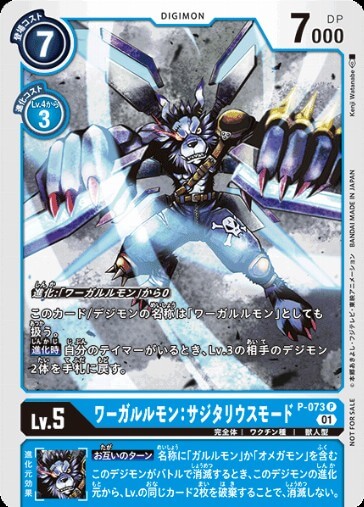 DIGIMON
登場コスト
7
7000
DP
進化コスト
Lv.4から
3
Kenji Watanabe
BANDAI MADE IN JAPAN
©本郷あきよし・フジテレビ・東映アニメーション
NOT FOR SALE
進化:「ワーガルルモン」から0
このカード/デジモンの名称は「ワーガルルモン」としても
扱う。
進化時 自分のテイマーがいるとき、Lv.3の相手のデジモン
2体を手札に戻す。
Lv.5
ワーガルルモン:サジタリウスモード
P-073 P
01
完全体 | ワクチン種 | 獣人型
進化元効果
お互いのターン 名称に「ガルルモン」か「オメガモン」を含む
このデジモンがバトルで消滅するとき、このデジモンの進化
元から、Lv.の同じカード2枚を破棄することで、消滅しない。